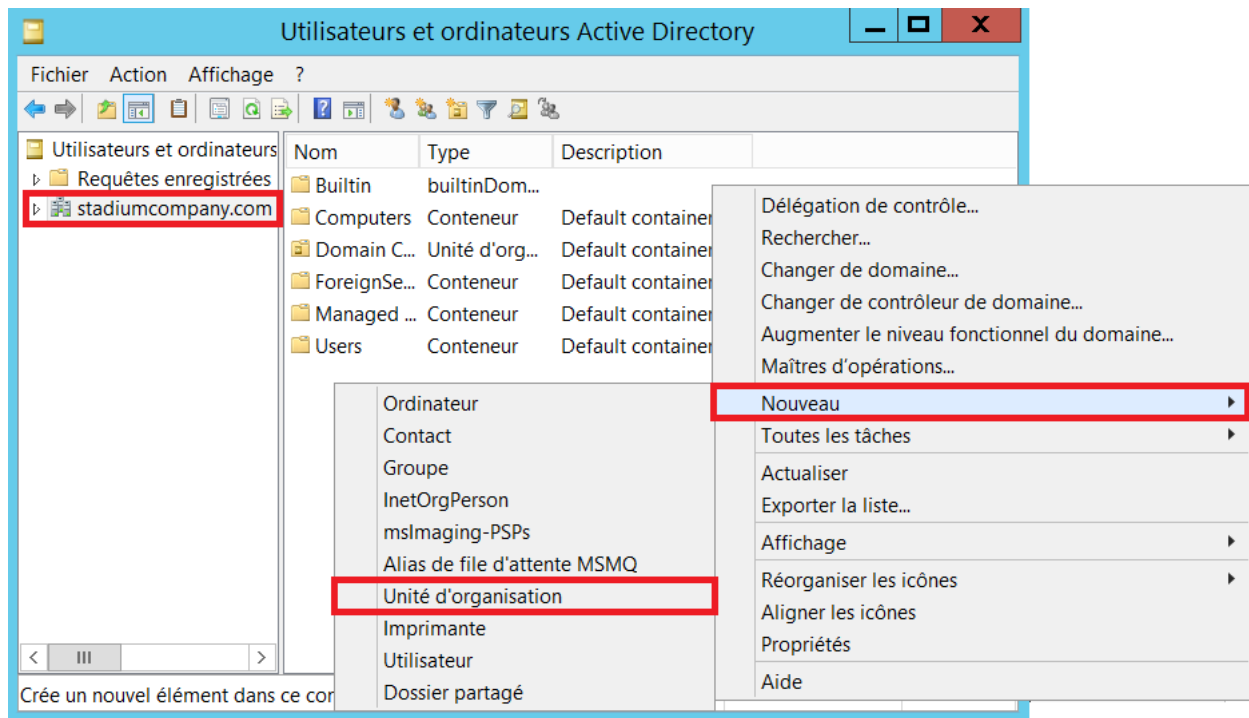 Utilisateurs et ordinateurs Active Directory
X
Fichier Action Affichage ?
Utilisateurs et ordinateurs
Requêtes enregistrées
stadiumcompany.com
Nom Type Description
Builtin builtinDom...
Computers Conteneur Default container
Domain C... Unité d'org... Default container
ForeignSe... Conteneur Default container
Managed ... Conteneur Default container
Users Conteneur Default container
Délégation de contrôle...
Rechercher...
Changer de domaine...
Changer de contrôleur de domaine...
Augmenter le niveau fonctionnel du domaine...
Maîtres d'opérations...
Nouveau
Toutes les tâches
Actualiser
Exporter la liste...
Affichage
Réorganiser les icônes
Aligner les icônes
Propriétés
Aide
Ordinateur
Contact
Groupe
InetOrgPerson
msImaging-PSPs
Alias de file d'attente MSMQ
Unité d'organisation
Imprimante
Utilisateur
Dossier partagé
Crée un nouvel élément dans ce con